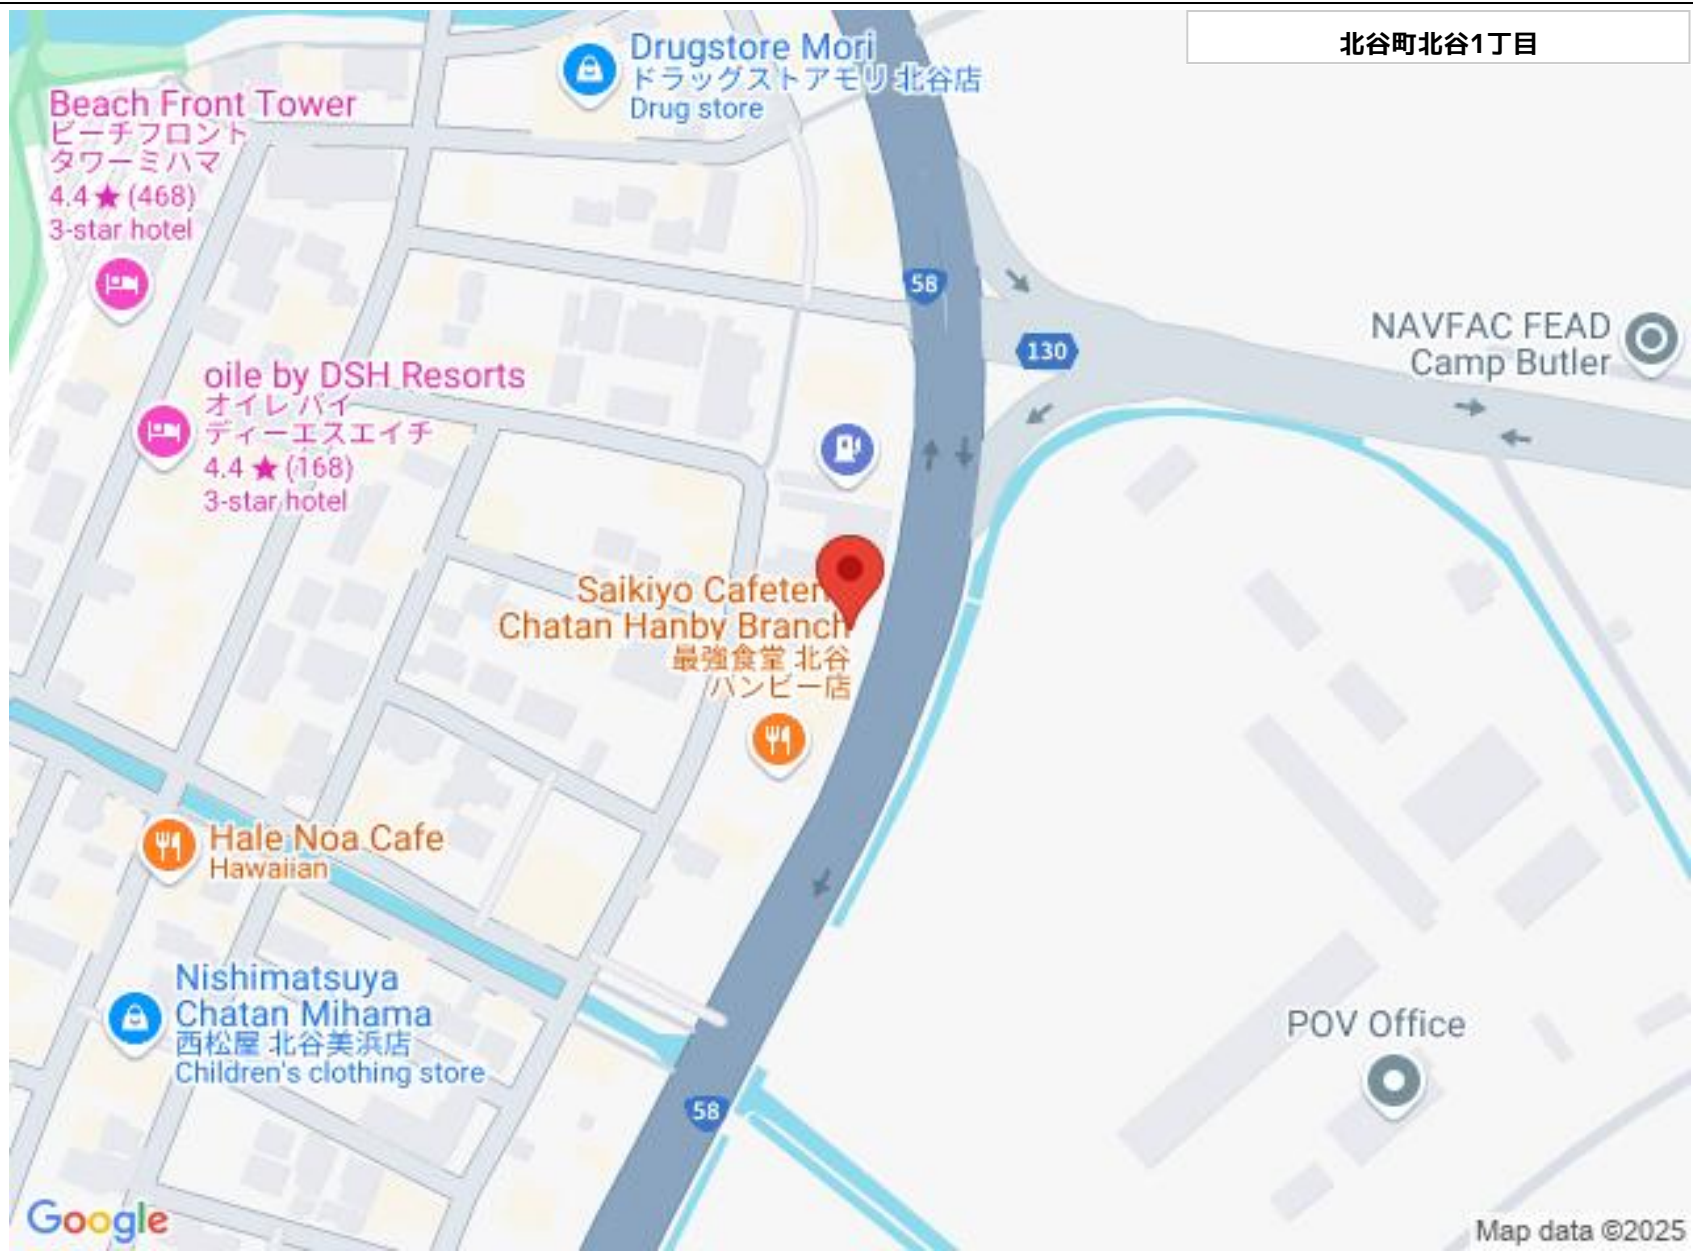 北谷町北谷1丁目
Drugstore Mori
ドラッグストアモリ 北谷店
Drug store
Beach Front Tower
ビーチフロント
タワーミハマ
4.4 ★ (468)
3-star hotel
58
130
NAVFAC FEAD
Camp Butler
oile by DSH Resorts
オイレ バイ
ディーエスエイチ
4.4 ★ (168)
3-star hotel
Saikiyo Cafeteri
Chatan Hanby Branch
最強食堂 北谷
ハンビー店
Hale Noa Cafe
Hawaiian
Nishimatsuya
Chatan Mihama
西松屋 北谷美浜店
Children's clothing store
POV Office
58
Google
Map data ©2025